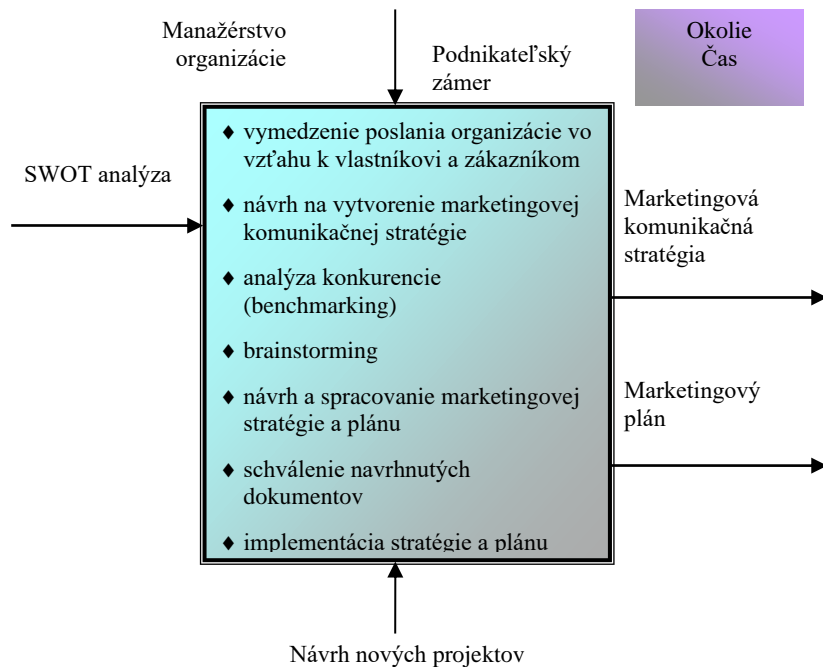 Manažérstvo
organizácie
Podnikateľský
zámer
Okolie
Čas
SWOT analýza
♦ vymedzenie poslania organizácie vo
vzťahu k vlastníkovi a zákazníkom
♦ návrh na vytvorenie marketingovej
komunikačnej stratégie
♦ analýza konkurencie
(benchmarking)
♦ brainstorming
♦ návrh a spracovanie marketingovej
stratégie a plánu
♦ schválenie navrhnutých
dokumentov
♦ implementácia stratégie a plánu
Marketingová
komunikačná
stratégia
Marketingový
plán
Návrh nových projektov